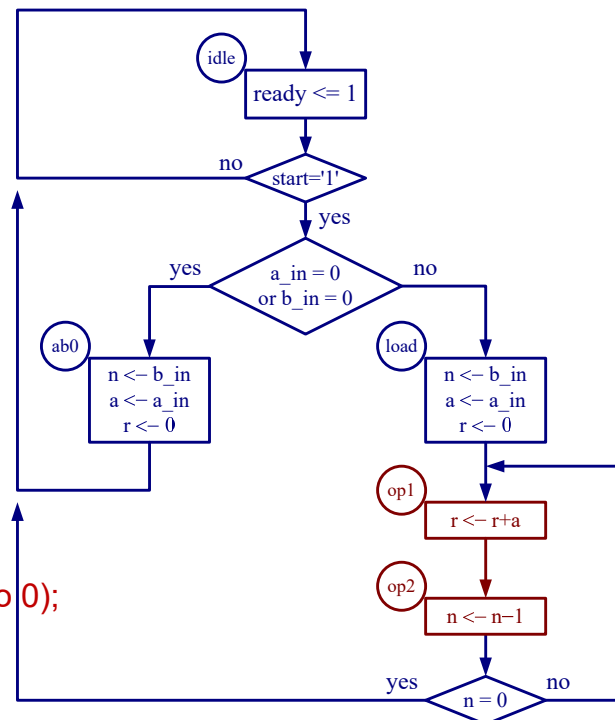 idle
ready <= 1
no
start='1'
yes
yes
a_in = 0
or b_in = 0
no
ab0
n <– b_in
a <– a_in
r <– 0
load
n <– b_in
a <– a_in
r <– 0
op1
r <– r+a
op2
n <– n–1
0);
yes
n = 0
no